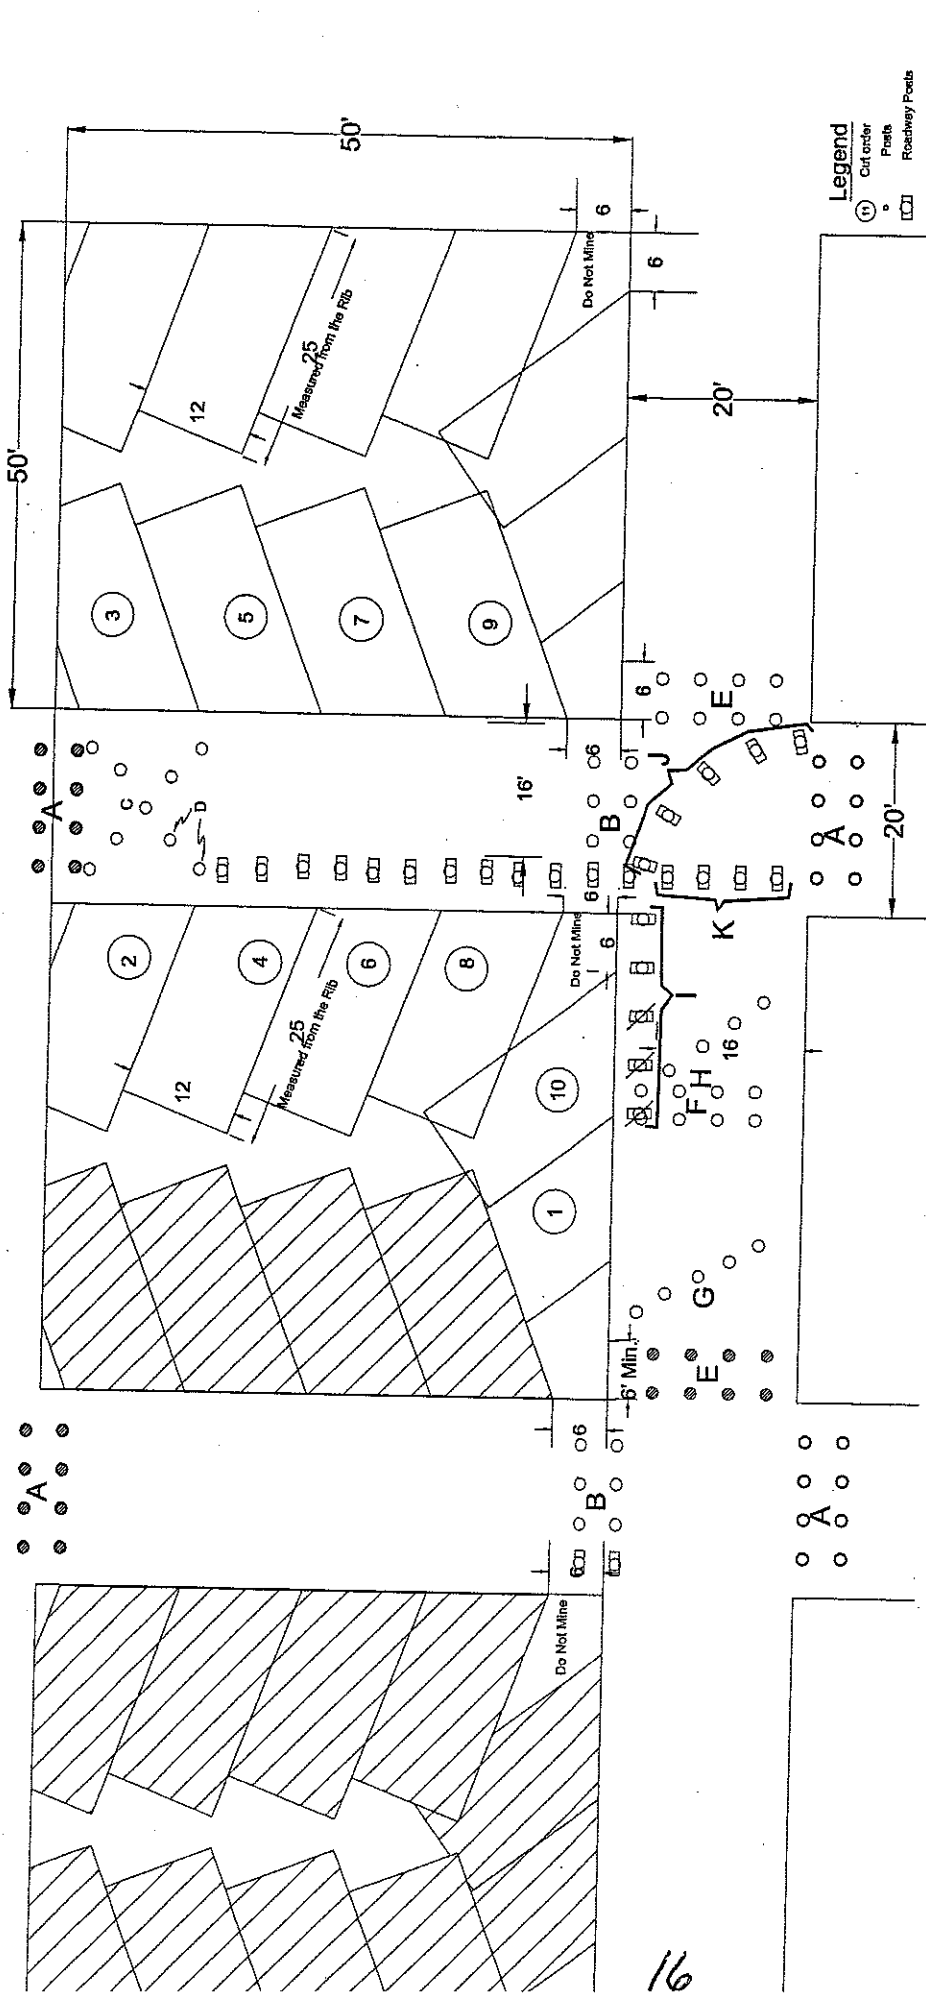 50'
50'
12
25
Measured from the Rib
Do Not Mine
6
6
20'
Legend
11 Cut order
Posts
Roadway Posts
3
5
7
9
6
E
A
C
D
16'
6
B
J
A
20'
6
K
2
4
6
8
12
25
Measured from the Rib
Do Not Mine
6
I
10
1
16
H
F
G
6' Min.
E
A
6
B
A
6
Do Not Mine
16